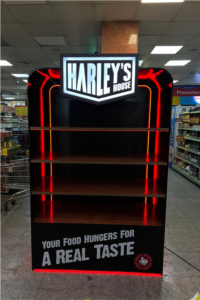 HARLEY'S
HOUSE
YOUR FOOD HUNGERS FOR
A REAL TASTE